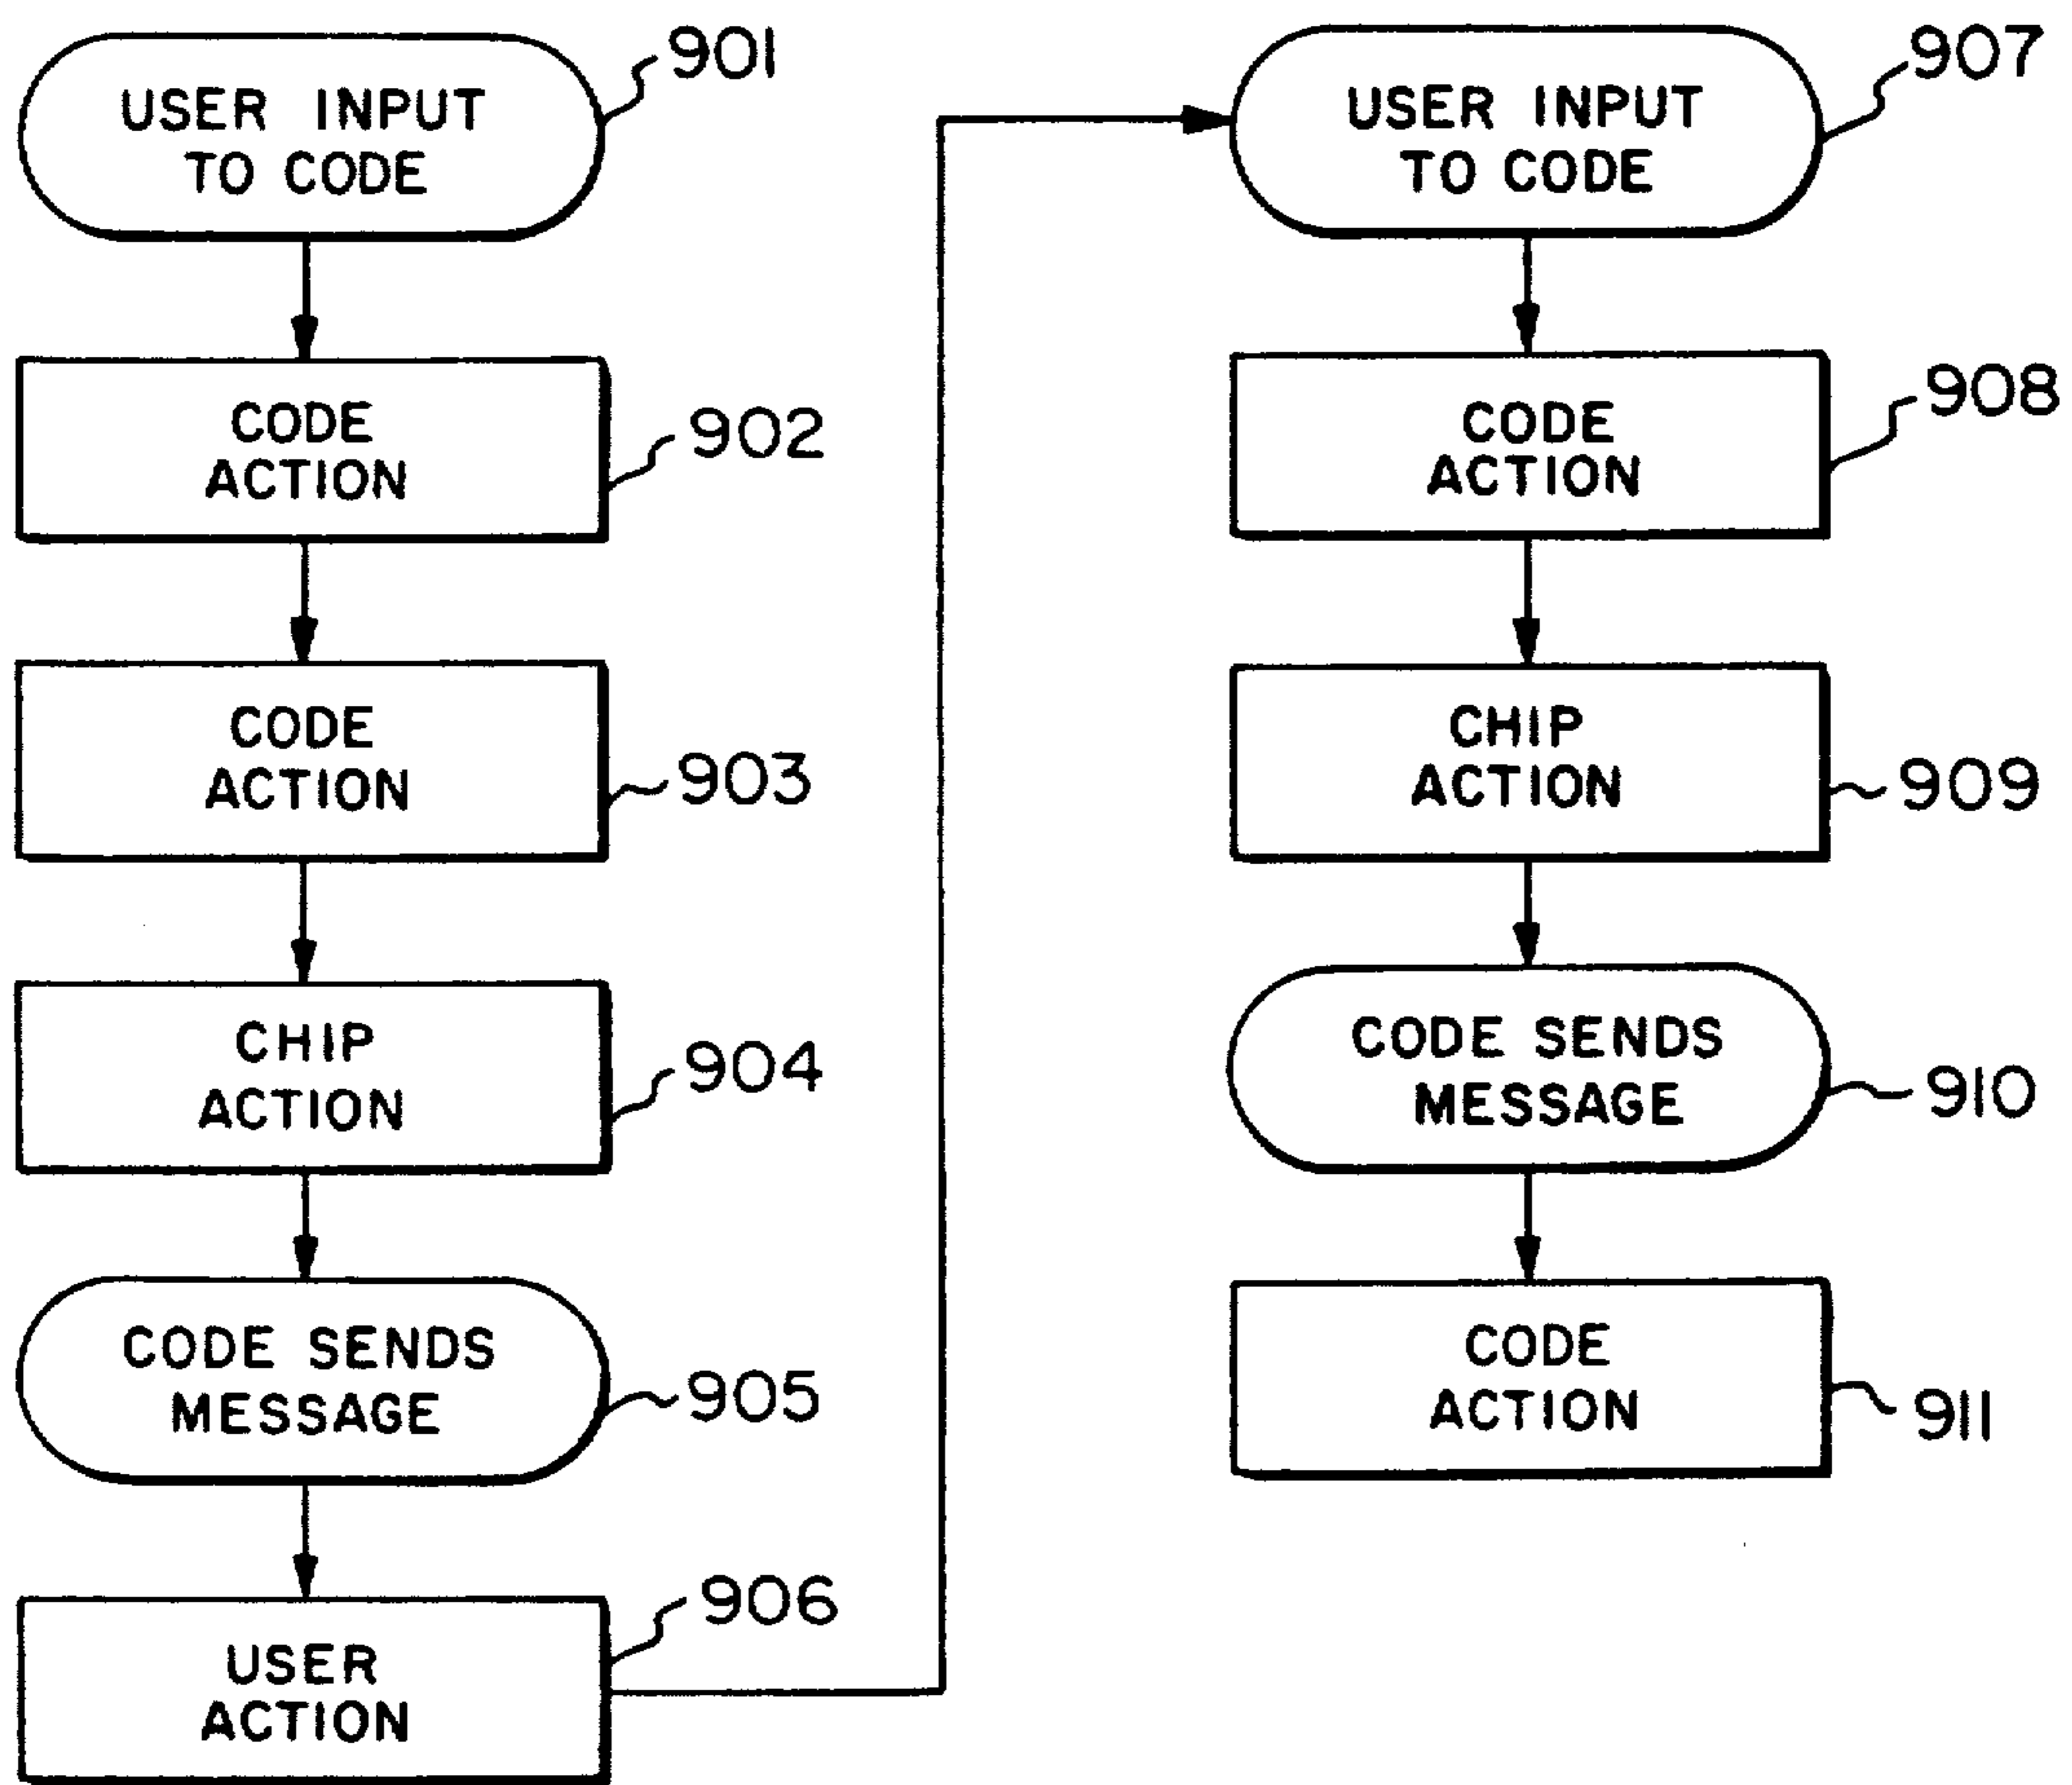 USER INPUT
TO CODE
901
CODE
ACTION
902
CODE
ACTION
903
CHIP
ACTION
904
CODE SENDS
MESSAGE
905
USER
ACTION
906
USER INPUT
TO CODE
907
CODE
ACTION
908
CHIP
ACTION
909
CODE SENDS
MESSAGE
910
CODE
ACTION
911